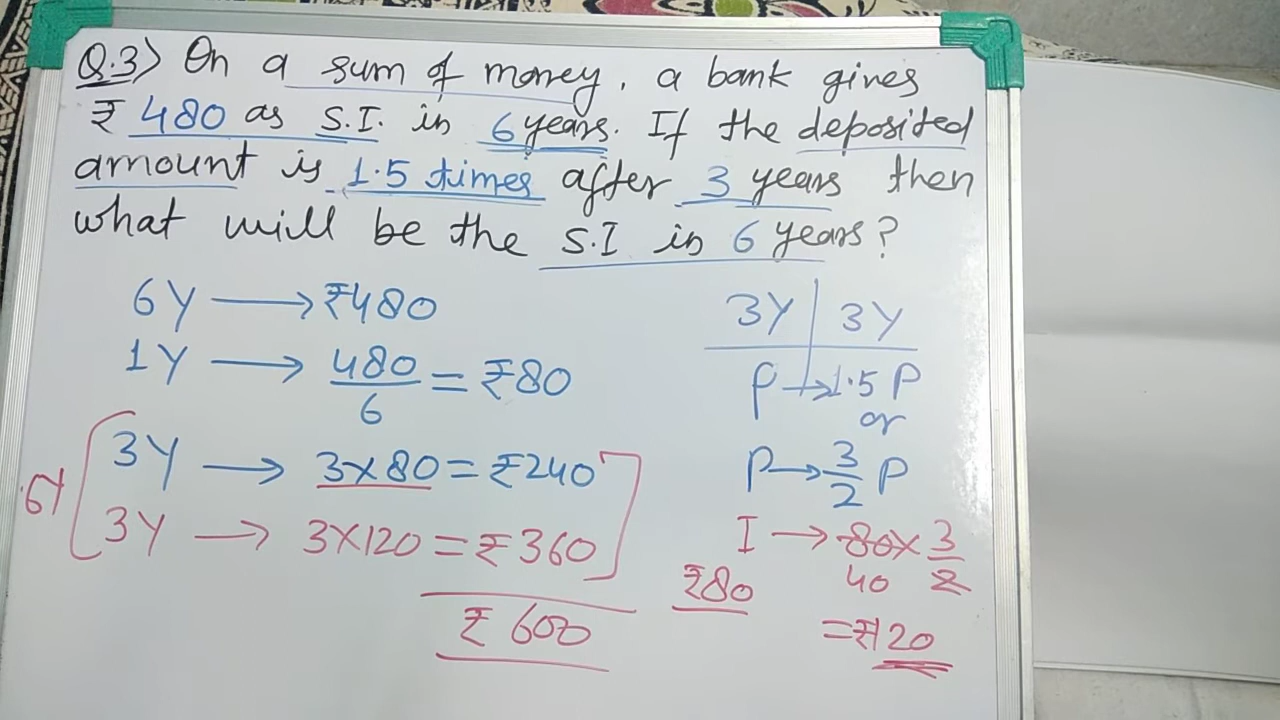 Q.3) On a sum of money, a bank gives
₹ 480 as S.I. in 6 years. If the deposited
amount is 1.5 times after 3 years then
what will be the S.I in 6 years?
6Y → ₹480
1Y → 480/6 = ₹80
3Y → 3×80 = ₹240
6Y
3Y → 3×120 = ₹360
₹ 600
3Y | 3Y
P → 1.5 P
or
P → 3/2 P
I → 80 × 3/2
₹80
40
= ₹120